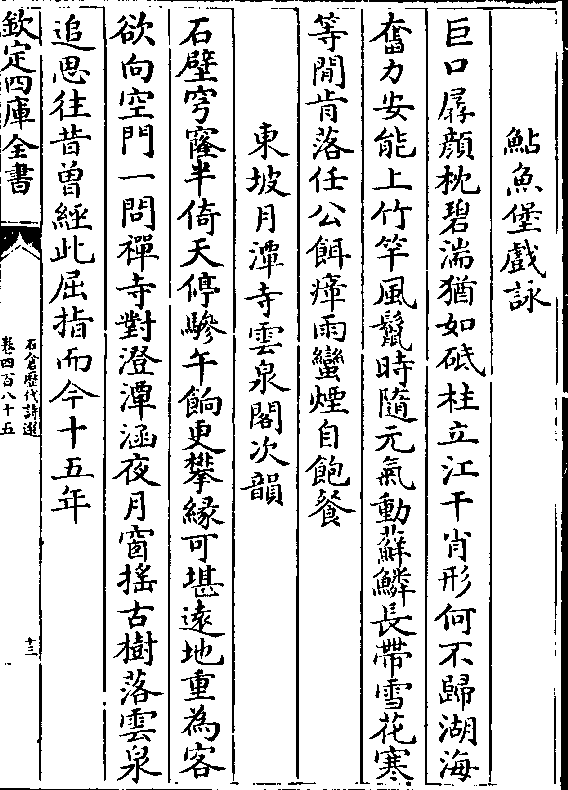 鮎魚堡戲詠
巨口孱顏枕碧湍猶如砥柱立江干肖形何不歸湖海
奮力安能上竹竿風鬣時隨元氣動蘚鱗長帶雪花寒
等閒肯落任公餌瘴雨蠻煙自飽餐
東坡月潭寺雲泉閣次韻
石壁穹窿半倚天停驂午餉更攀緣可堪遠地重為客
欲向空門一問禪寺對澄潭涵夜月窗摇古樹落雲泉
追思往昔曾經此屈指而今十五年
欽定四庫全書
石倉歷代詩選
卷四百八十五
十三